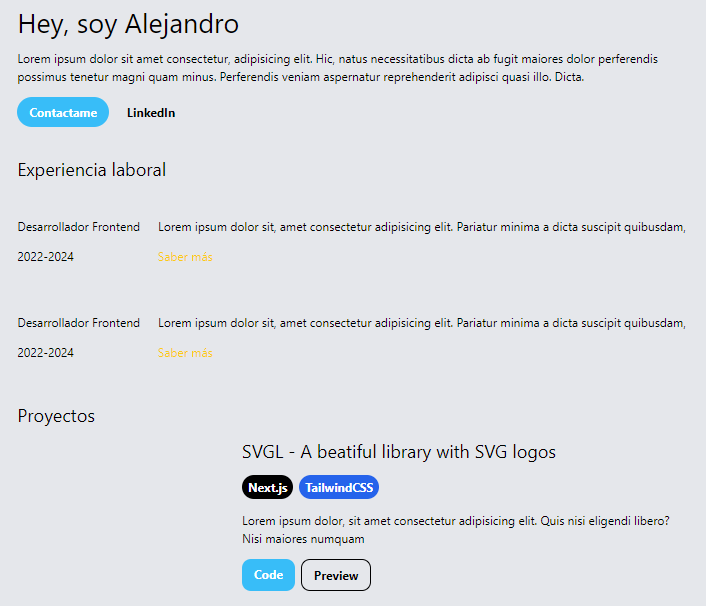 Hey, soy Alejandro
Lorem ipsum dolor sit amet consectetur, adipisicing elit. Hic, natus necessitatibus dicta ab fugit maiores dolor perferendis
possimus tenetur magni quam minus. Perferendis veniam aspernatur reprehenderit adipisci quasi illo. Dicta.
Contactame LinkedIn
Experiencia laboral
Desarrollador Frontend Lorem ipsum dolor sit, amet consectetur adipisicing elit. Pariatur minima a dicta suscipit quibusdam,
2022-2024 Saber más
Desarrollador Frontend Lorem ipsum dolor sit, amet consectetur adipisicing elit. Pariatur minima a dicta suscipit quibusdam,
2022-2024 Saber más
Proyectos
SVGL - A beatiful library with SVG logos
Next.js TailwindCSS
Lorem ipsum dolor, sit amet consectetur adipisicing elit. Quis nisi eligendi libero?
Nisi maiores numquam
Code Preview